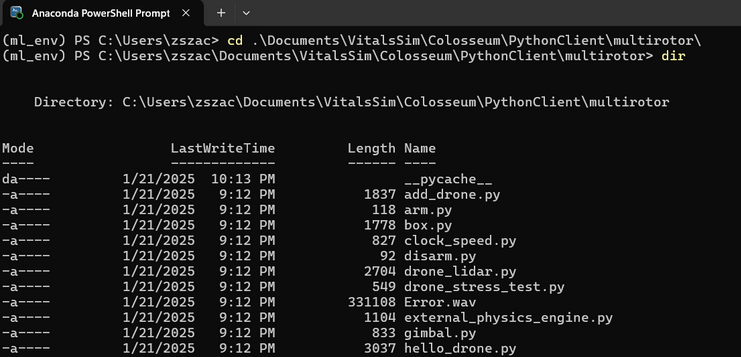 Anaconda PowerShell Prompt
(ml_env) PS C:\Users\zszac> cd .\Documents\VitalsSim\Colosseum\PythonClient\multirotor\
(ml_env) PS C:\Users\zszac\Documents\VitalsSim\Colosseum\PythonClient\multirotor> dir
Directory: C:\Users\zszac\Documents\VitalsSim\Colosseum\PythonClient\multirotor
Mode LastWriteTime Length Name
---- ------------- ------ ----
da---- 1/21/2025 10:13 PM __pycache__
-a---- 1/21/2025 9:12 PM 1837 add_drone.py
-a---- 1/21/2025 9:12 PM 118 arm.py
-a---- 1/21/2025 9:12 PM 1778 box.py
-a---- 1/21/2025 9:12 PM 827 clock_speed.py
-a---- 1/21/2025 9:12 PM 92 disarm.py
-a---- 1/21/2025 9:12 PM 2704 drone_lidar.py
-a---- 1/21/2025 9:12 PM 549 drone_stress_test.py
-a---- 1/21/2025 9:12 PM 331108 Error.wav
-a---- 1/21/2025 9:12 PM 1104 external_physics_engine.py
-a---- 1/21/2025 9:12 PM 833 gimbal.py
-a---- 1/21/2025 9:12 PM 3037 hello_drone.py